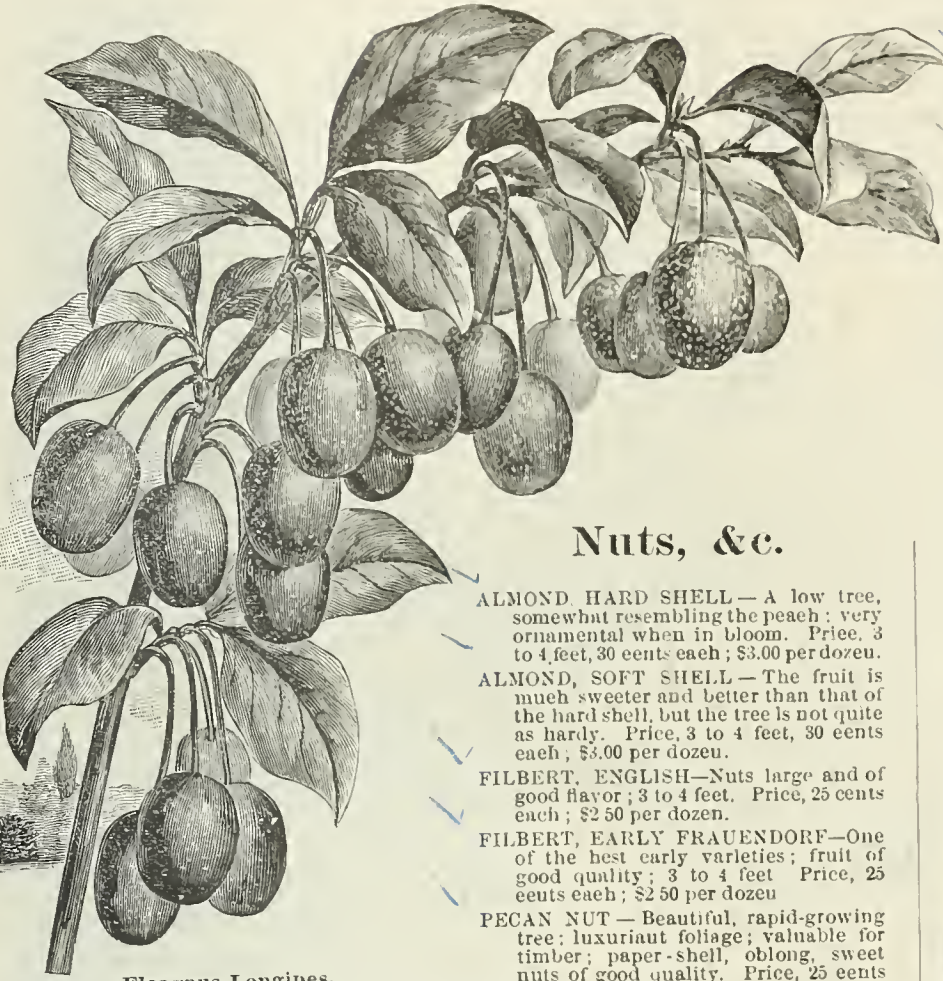 Nuts, &c.
ALMOND HARD SHELL — A low tree,
somewhat resembling the peach : very
ornamental when in bloom. Price, 3
to 4 feet, 30 cents each ; $3.00 per dozen.
ALMOND, SOFT SHELL — The fruit is
much sweeter and better than that of
the hard shell, but the tree is not quite
as hardy. Price, 3 to 4 feet, 30 cents
each ; $3.00 per dozen.
FILBERT, ENGLISH—Nuts large and of
good flavor ; 3 to 4 feet. Price, 25 cents
each ; $2 50 per dozen.
FILBERT, EARLY FRAUENDORF—One
of the best early varieties ; fruit of
good quality ; 3 to 4 feet Price, 25
cents each ; $2 50 per dozen
PECAN NUT — Beautiful, rapid-growing
tree ; luxuriant foliage ; valuable for
timber ; paper-shell, oblong, sweet
nuts of good quality. Price, 25 cents
Longipes.